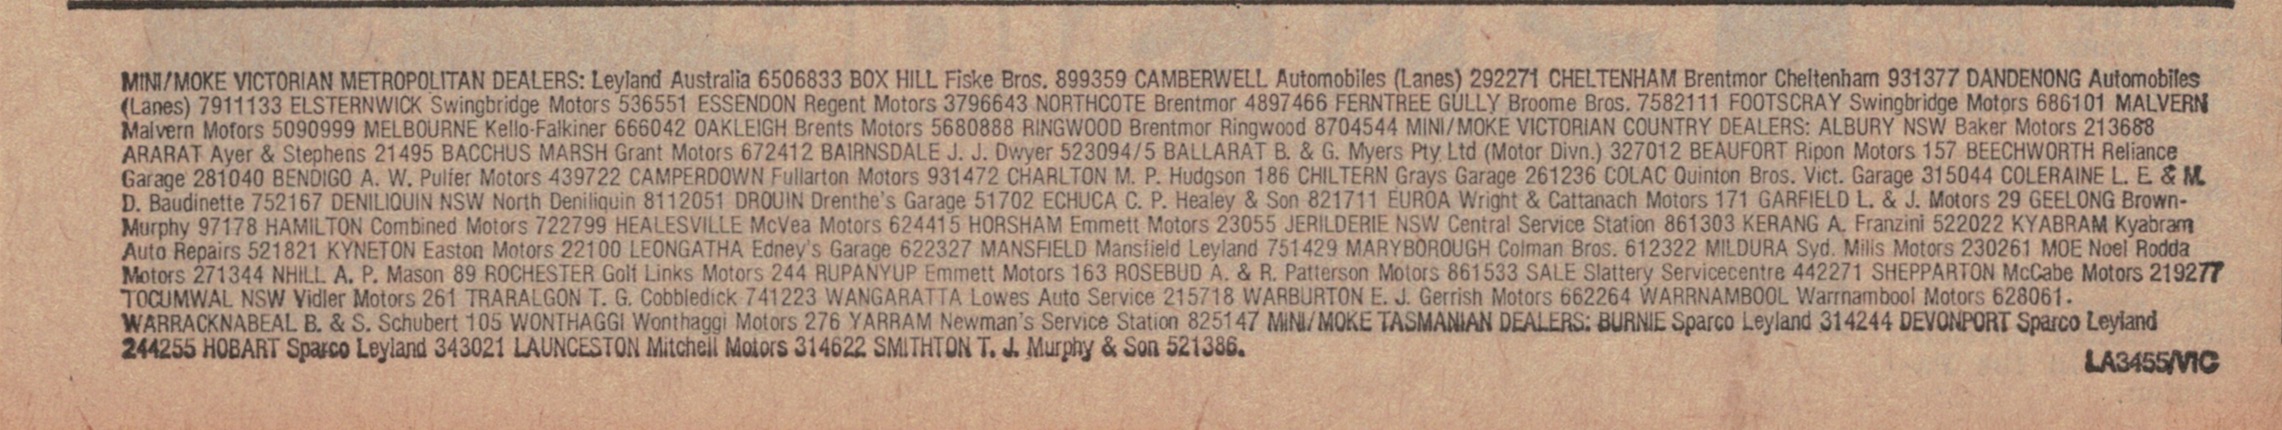 MINI/MOKE VICTORIAN METROPOLITAN DEALERS: Leyland Australia 6506833 BOX HILL Fiske Bros. 899359 CAMBERWELL Automobiles (Lanes) 292271 CHELTENHAM Brentmor Cheltenham 931377 DANDENONG Automobiles
(Lanes) 7911133 ELSTERNWICK Swingbridge Motors 536551 ESSENDON Regent Motors 3796643 NORTHCOTE Brentmor 4897466 FERNTREE GULLY Broome Bros. 7582111 FOOTSCRAY Swingbridge Motors 686101 MALVERN
Malvern Motors 5090999 MELBOURNE Kello-Falkiner 666042 OAKLEIGH Brents Motors 5680888 RINGWOOD Brentmor Ringwood 8704544 MINI/MOKE VICTORIAN COUNTRY DEALERS: ALBURY NSW Baker Motors 213688
ARARAT Ayer & Stephens 21495 BACCHUS MARSH Grant Motors 672412 BAIRNSDALE J. J. Dwyer 523094/5 BALLARAT B. & G. Myers Pty Ltd (Motor Divn.) 327012 BEAUFORT Ripon Motors 157 BEECHWORTH Reliance
Garage 281040 BENDIGO A. W. Pulfer Motors 439722 CAMPERDOWN Fullarton Motors 931472 CHARLTON M. P. Hudgson 186 CHILTERN Grays Garage 261236 COLAC Quinton Bros. Vict. Garage 315044 COLERAINE L. E. & M.
D. Baudinette 752167 DENILIQUIN NSW North Deniliquin 8112051 DROUIN Drenthe's Garage 51702 ECHUCA C. P. Healey & Son 821711 EUROA Wright & Cattanach Motors 171 GARFIELD L. & J. Motors 29 GEELONG Brown-
Murphy 97178 HAMILTON Combined Motors 722799 HEALESVILLE McVea Motors 624415 HORSHAM Emmett Motors 23055 JERILDERIE NSW Central Service Station 861303 KERANG A. Franzini 522022 KYABRAM Kyabram
Auto Repairs 521821 KYNETON Easton Motors 22100 LEONGATHA Edney's Garage 622327 MANSFIELD Mansfield Leyland 751429 MARYBOROUGH Colman Bros. 612322 MILDURA Syd. Mills Motors 230261 MOE Noel Rodda
Motors 271344 NHILL A. P. Mason 89 ROCHESTER Golf Links Motors 244 RUPANYUP Emmett Motors 163 ROSEBUD A. & R. Patterson Motors 861533 SALE Slattery Servicecentre 442271 SHEPPARTON McCabe Motors 219277
TOCUMWAL NSW Vidler Motors 261 TRARALGON T. G. Cobbledick 741223 WANGARATTA Lowes Auto Service 215718 WARBURTON E. J. Gerrish Motors 662264 WARRNAMBOOL Warrnambool Motors 628061.
WARRACKNABEAL B. & S. Schubert 105 WONTHAGGI Wonthaggi Motors 276 YARRAM Newman's Service Station 825147 MINI/MOKE TASMANIAN DEALERS: BURNIE Sparco Leyland 314244 DEVONPORT Sparco Leyland
244255 HOBART Sparco Leyland 343021 LAUNCESTON Mitchell Motors 314622 SMITHTON T. J. Murphy & Son 521386.
LA3455/VIC